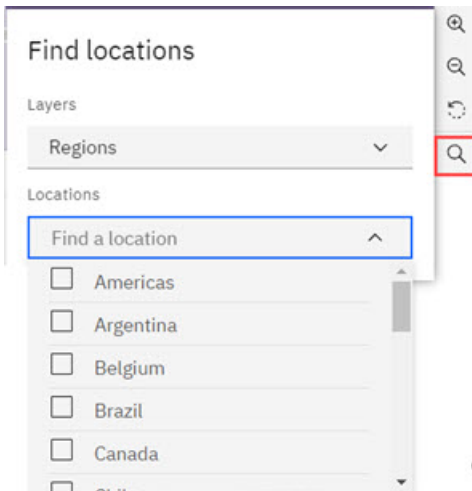 Find locations
Layers
Regions
Locations
Find a location
Americas
Argentina
Belgium
Brazil
Canada